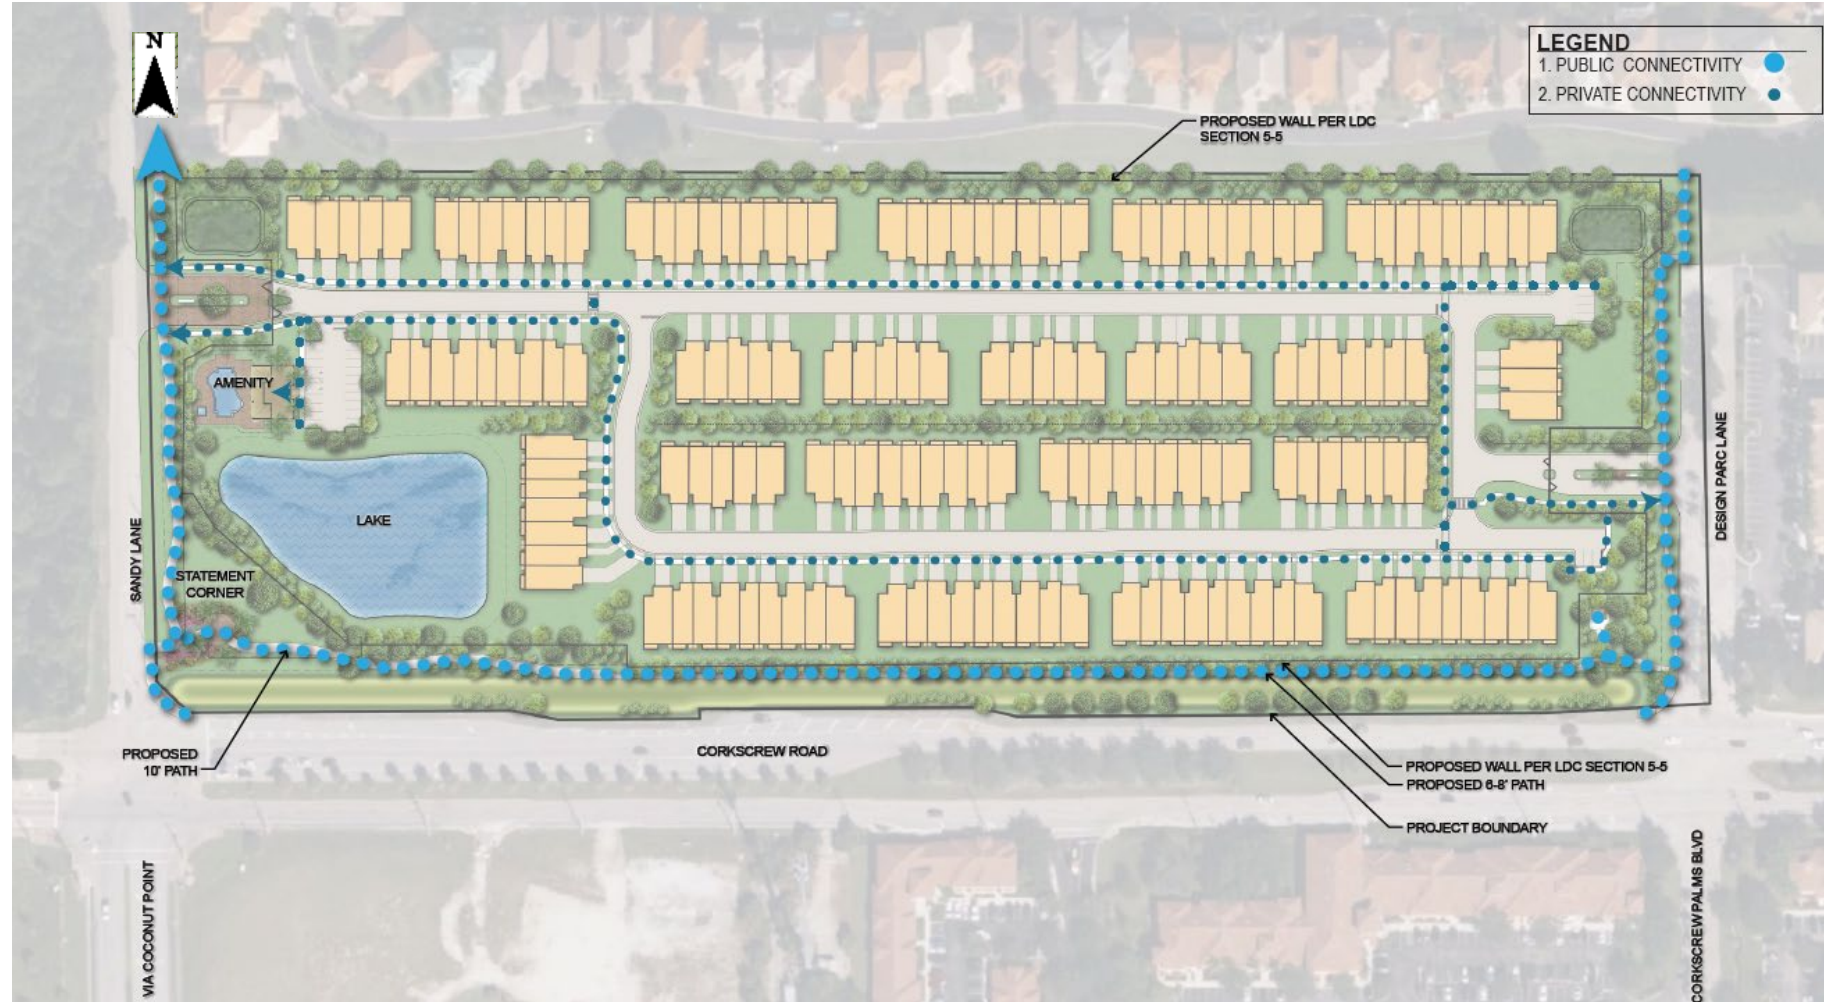 N
LEGEND
1. PUBLIC CONNECTIVITY
2. PRIVATE CONNECTIVITY
PROPOSED WALL PER LDC
SECTION 5-5
AMENITY
LAKE
STATEMENT
CORNER
SANDY LANE
DESIGN PARC LANE
PROPOSED
10' PATH
CORKSCREW ROAD
PROPOSED WALL PER LDC SECTION 5-5
PROPOSED 6-8' PATH
PROJECT BOUNDARY
VIA COCONUT POINT
CORKSCREW PALMS BLVD